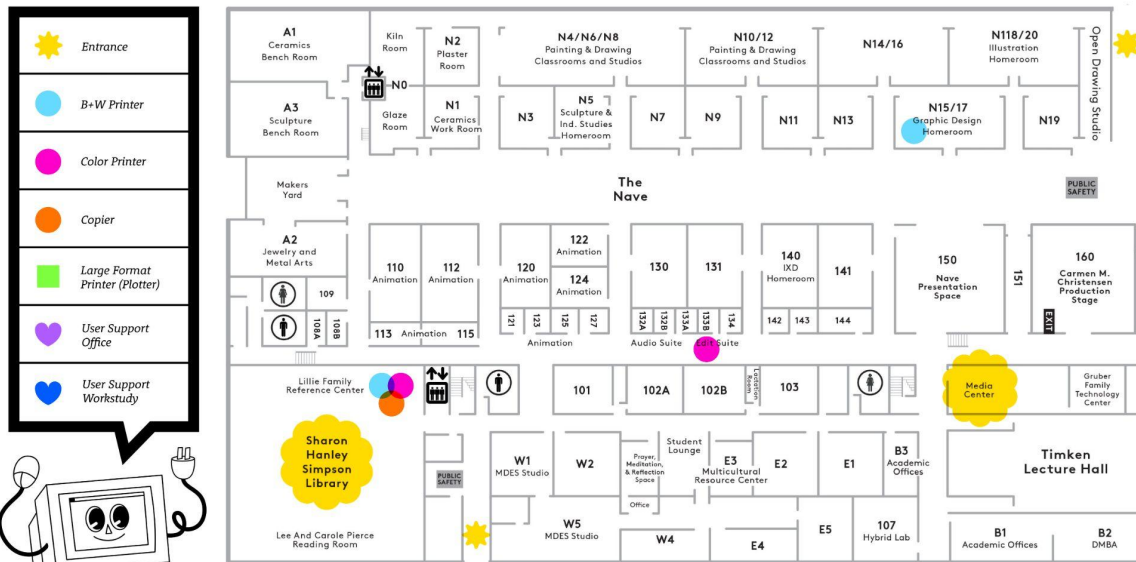 Entrance
B+W Printer
Color Printer
Copier
Large Format
Printer (Plotter)
User Support
Office
User Support
Workstudy
A1
Ceramics
Bench Room
Kiln
Room
N2
Plaster
Room
N4/N6/N8
Painting & Drawing
Classrooms and Studios
N10/12
Painting & Drawing
Classrooms and Studios
N14/16
N118/20
Illustration
Homeroom
Open Drawing Studio
N0
A3
Sculpture
Bench Room
Glaze
Room
N1
Ceramics
Work Room
N3
N5
Sculpture &
Ind. Studies
Homeroom
N7
N9
N11
N13
N15/17
Graphic Design
Homeroom
N19
Makers
Yard
The
Nave
PUBLIC
SAFETY
A2
Jewelry and
Metal Arts
109
108A
108B
110
Animation
112
Animation
113
Animation
115
120
Animation
122
Animation
124
Animation
121
123
125
127
Animation
130
131
132A
132B
133A
133B
134
Audio Suite
Edit Suite
140
IXD
Homeroom
141
142
143
144
150
Nave
Presentation
Space
151
160
Carmen M.
Christensen
Production
Stage
EXIT
Lillie Family
Reference Center
101
102A
102B
Lactation
Room
103
Media
Center
Gruber
Family
Technology
Center
Sharon
Hanley
Simpson
Library
PUBLIC
SAFETY
W1
MDES Studio
W2
Prayer,
Meditation,
& Reflection
Space
Student
Lounge
E3
Multicultural
Resource Center
E2
E1
B3
Academic
Offices
Timken
Lecture Hall
Office
Lee And Carole Pierce
Reading Room
W5
MDES Studio
W4
E4
E5
107
Hybrid Lab
B1
Academic Offices
B2
DMBA